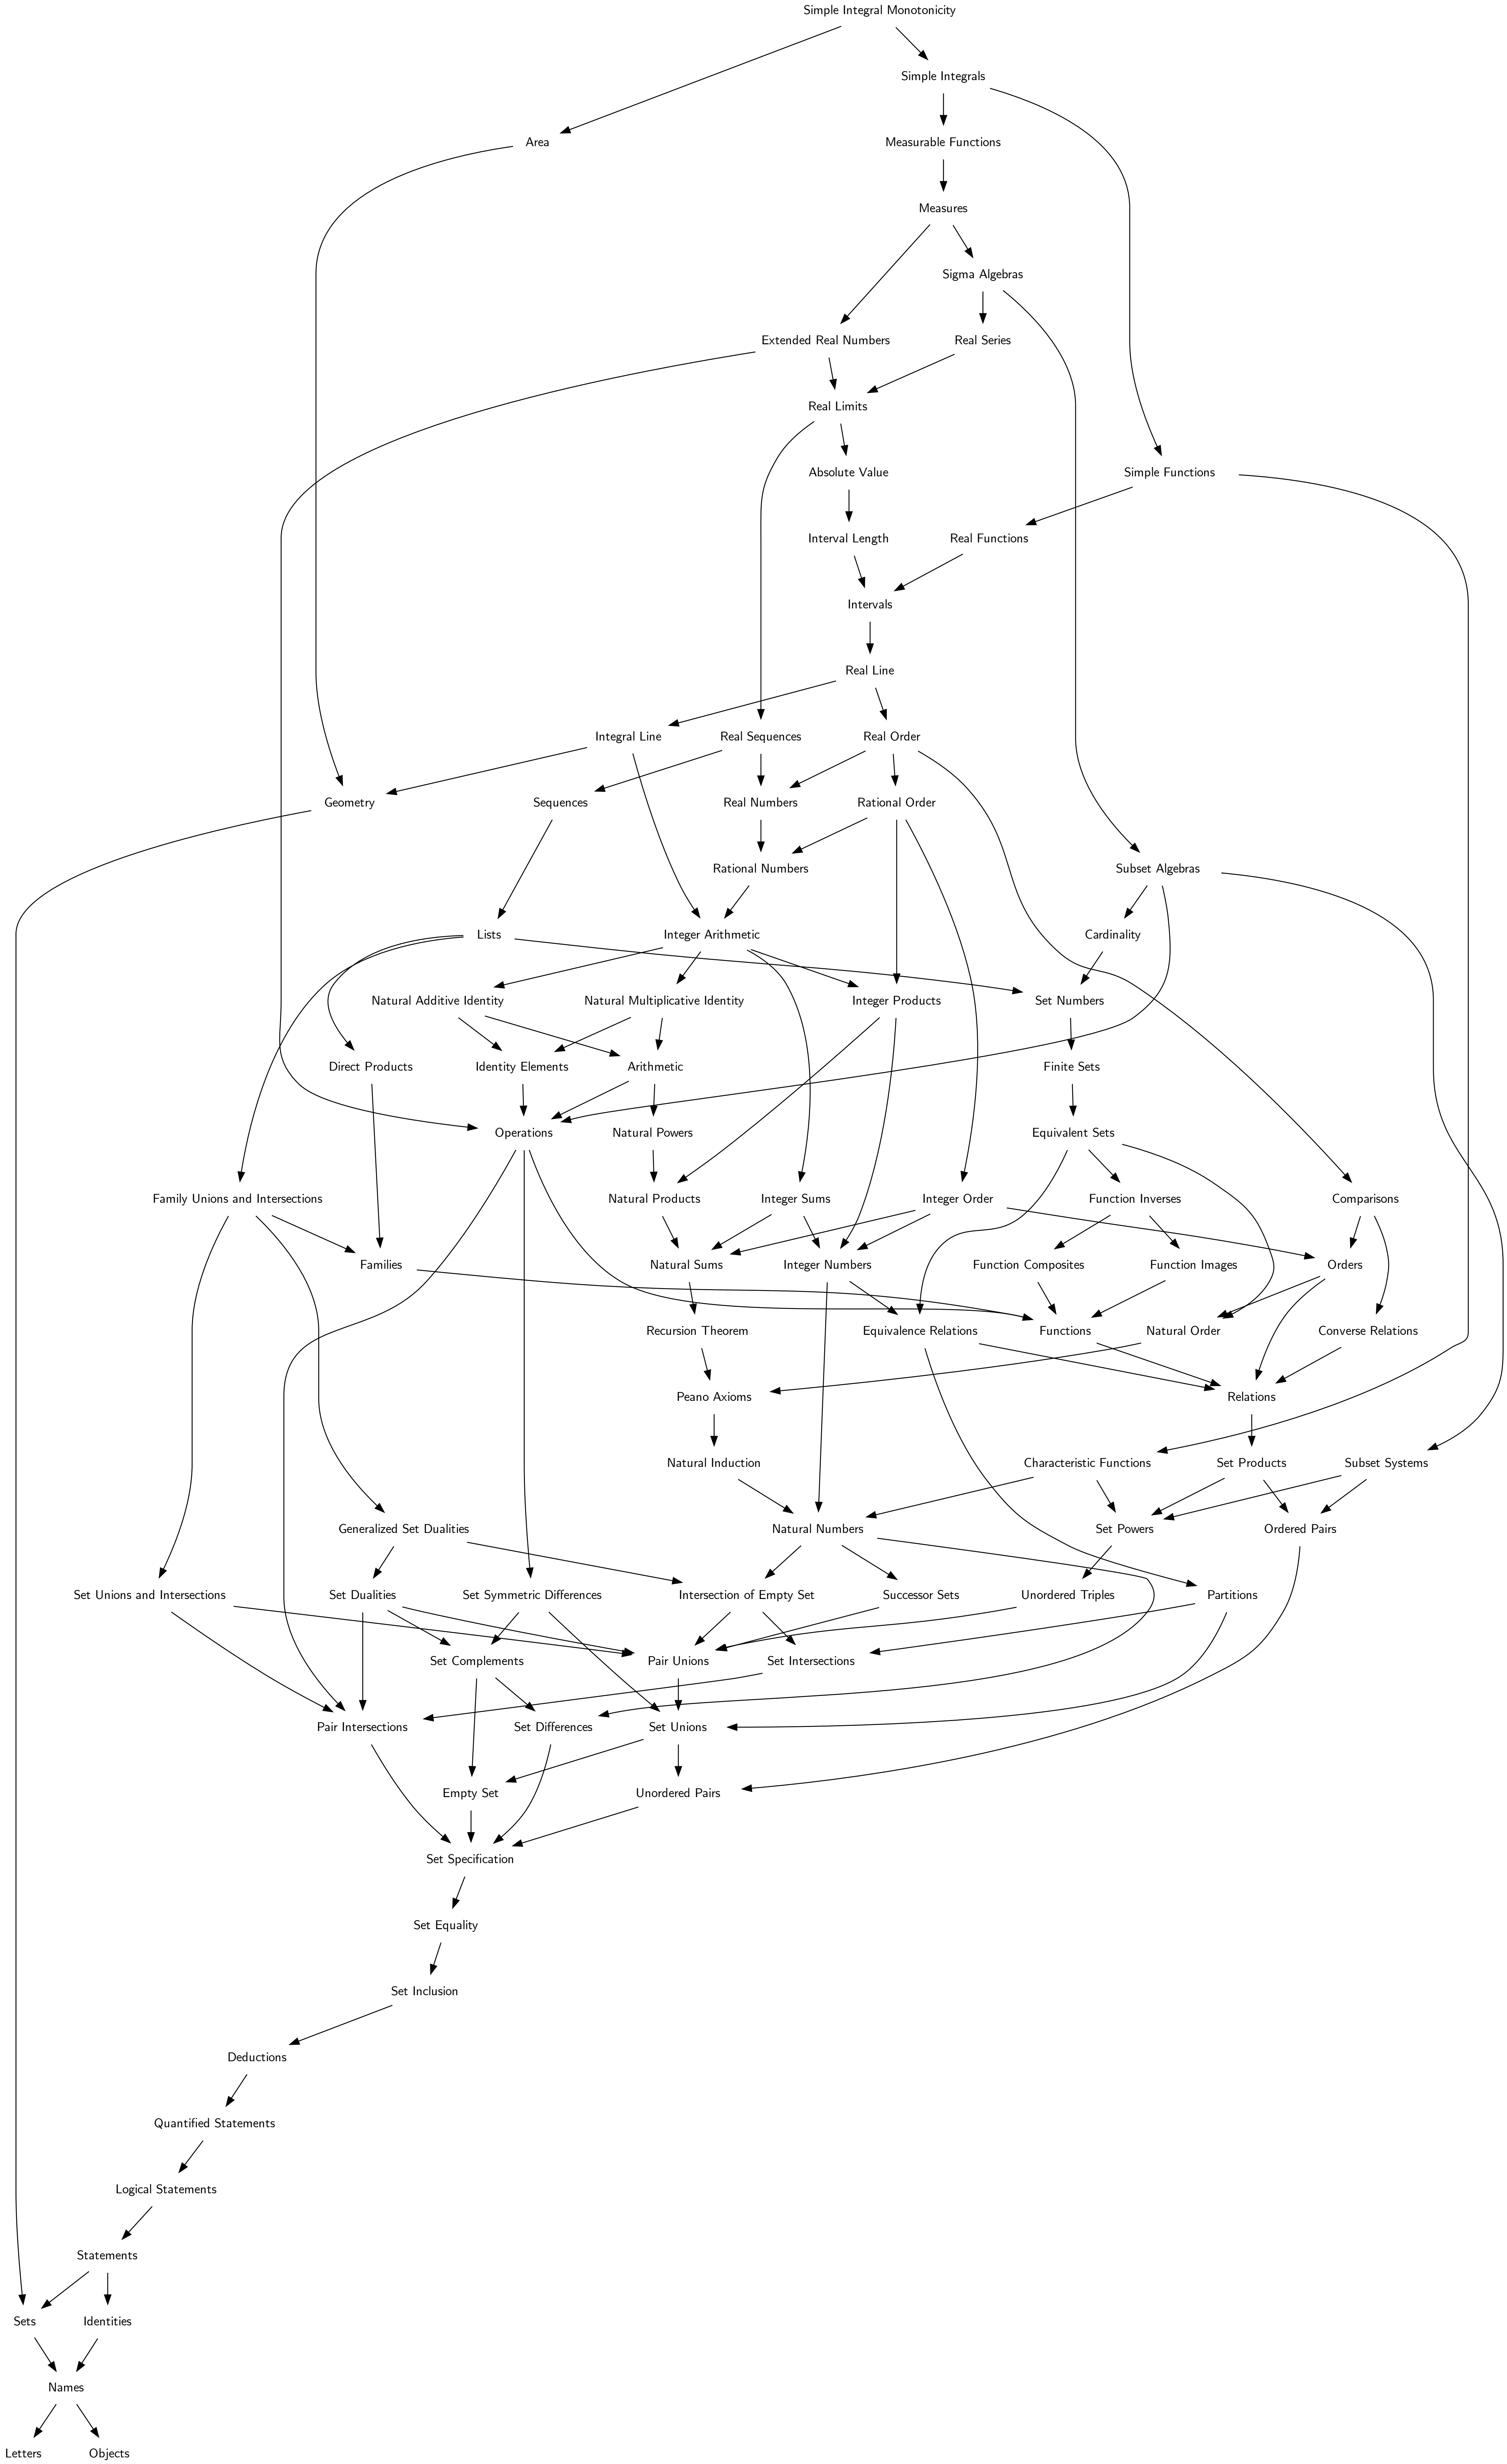 Simple Integral Monotonicity
Simple Integrals
Area
Measurable Functions
Measures
Sigma Algebras
Extended Real Numbers
Real Series
Real Limits
Absolute Value
Simple Functions
Interval Length
Real Functions
Intervals
Real Line
Integral Line
Real Sequences
Real Order
Geometry
Sequences
Real Numbers
Rational Order
Rational Numbers
Subset Algebras
Lists
Integer Arithmetic
Cardinality
Natural Additive Identity
Natural Multiplicative Identity
Integer Products
Set Numbers
Direct Products
Identity Elements
Arithmetic
Finite Sets
Operations
Natural Powers
Equivalent Sets
Family Unions and Intersections
Natural Products
Integer Sums
Integer Order
Function Inverses
Comparisons
Families
Natural Sums
Integer Numbers
Function Composites
Function Images
Orders
Recursion Theorem
Equivalence Relations
Functions
Natural Order
Converse Relations
Peano Axioms
Relations
Natural Induction
Characteristic Functions
Set Products
Subset Systems
Generalized Set Dualities
Natural Numbers
Set Powers
Ordered Pairs
Set Unions and Intersections
Set Dualities
Set Symmetric Differences
Intersection of Empty Set
Successor Sets
Unordered Triples
Partitions
Set Complements
Pair Unions
Set Intersections
Pair Intersections
Set Differences
Set Unions
Empty Set
Unordered Pairs
Set Specification
Set Equality
Set Inclusion
Deductions
Quantified Statements
Logical Statements
Statements
Sets
Identities
Names
Letters
Objects